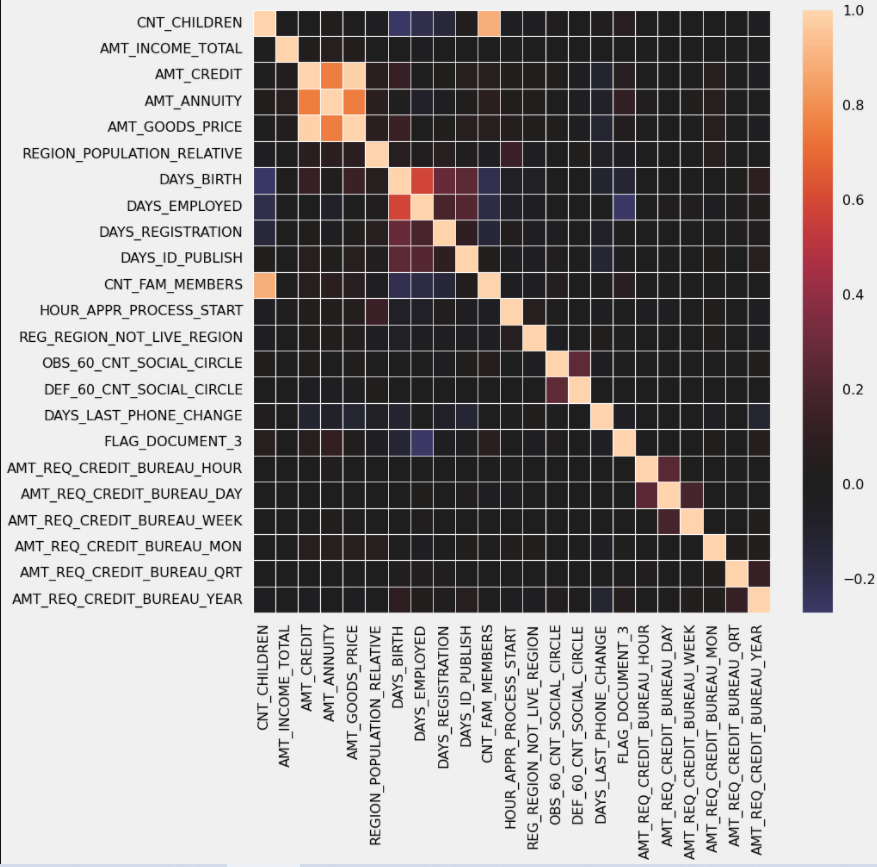 CNT_CHILDREN
AMT_INCOME_TOTAL
AMT_CREDIT
AMT_ANNUITY
AMT_GOODS_PRICE
REGION_POPULATION_RELATIVE
DAYS_BIRTH
DAYS_EMPLOYED
DAYS_REGISTRATION
DAYS_ID_PUBLISH
CNT_FAM_MEMBERS
HOUR_APPR_PROCESS_START
REG_REGION_NOT_LIVE_REGION
OBS_60_CNT_SOCIAL_CIRCLE
DEF_60_CNT_SOCIAL_CIRCLE
DAYS_LAST_PHONE_CHANGE
FLAG_DOCUMENT_3
AMT_REQ_CREDIT_BUREAU_HOUR
AMT_REQ_CREDIT_BUREAU_DAY
AMT_REQ_CREDIT_BUREAU_WEEK
AMT_REQ_CREDIT_BUREAU_MON
AMT_REQ_CREDIT_BUREAU_QRT
AMT_REQ_CREDIT_BUREAU_YEAR
CNT_CHILDREN
AMT_INCOME_TOTAL
AMT_CREDIT
AMT_ANNUITY
AMT_GOODS_PRICE
REGION_POPULATION_RELATIVE
DAYS_BIRTH
DAYS_EMPLOYED
DAYS_REGISTRATION
DAYS_ID_PUBLISH
CNT_FAM_MEMBERS
HOUR_APPR_PROCESS_START
REG_REGION_NOT_LIVE_REGION
OBS_60_CNT_SOCIAL_CIRCLE
DEF_60_CNT_SOCIAL_CIRCLE
DAYS_LAST_PHONE_CHANGE
FLAG_DOCUMENT_3
AMT_REQ_CREDIT_BUREAU_HOUR
AMT_REQ_CREDIT_BUREAU_DAY
AMT_REQ_CREDIT_BUREAU_WEEK
AMT_REQ_CREDIT_BUREAU_MON
AMT_REQ_CREDIT_BUREAU_QRT
AMT_REQ_CREDIT_BUREAU_YEAR
1.0
0.8
0.6
0.4
0.2
0.0
−0.2